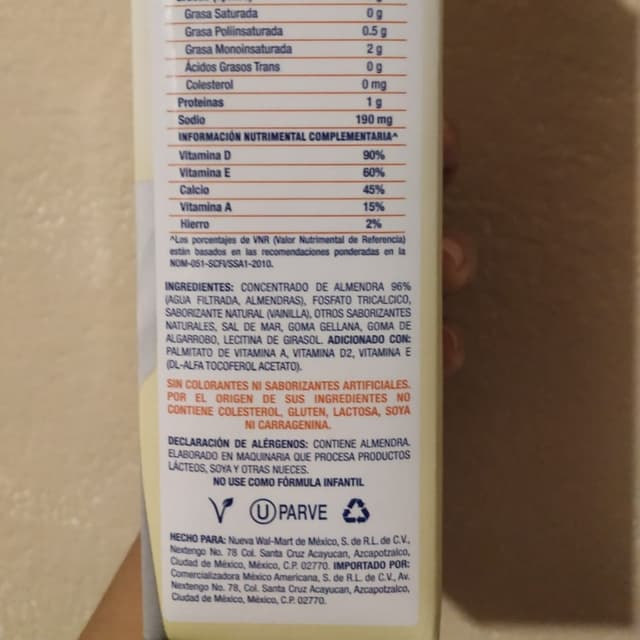 Grasa Saturada 0 g
Grasa Poliinsaturada 0.5 g
Grasa Monoinsaturada 2 g
Ácidos Grasos Trans 0 g
Colesterol 0 mg
Proteínas 1 g
Sodio 190 mg
INFORMACIÓN NUTRIMENTAL COMPLEMENTARIA^
Vitamina D 90%
Vitamina E 60%
Calcio 45%
Vitamina A 15%
Hierro 2%
^Los porcentajes de VNR (Valor Nutrimental de Referencia)
están basados en las recomendaciones ponderadas en la
NOM-051-SCFI/SSA1-2010.
INGREDIENTES: CONCENTRADO DE ALMENDRA 96%
(AGUA FILTRADA, ALMENDRAS), FOSFATO TRICALCICO,
SABORIZANTE NATURAL (VAINILLA), OTROS SABORIZANTES
NATURALES, SAL DE MAR, GOMA GELLANA, GOMA DE
ALGARROBO, LECITINA DE GIRASOL. ADICIONADO CON:
PALMITATO DE VITAMINA A, VITAMINA D2, VITAMINA E
(DL-ALFA TOCOFEROL ACETATO).
SIN COLORANTES NI SABORIZANTES ARTIFICIALES.
POR EL ORIGEN DE SUS INGREDIENTES NO
CONTIENE COLESTEROL, GLUTEN, LACTOSA, SOYA
NI CARRAGENINA.
DECLARACIÓN DE ALÉRGENOS: CONTIENE ALMENDRA.
ELABORADO EN MAQUINARIA QUE PROCESA PRODUCTOS
LÁCTEOS, SOYA Y OTRAS NUECES.
NO USE COMO FÓRMULA INFANTIL
U PARVE
HECHO PARA: Nueva Wal-Mart de México, S. de R.L. de C.V.,
Nextengo No. 78 Col. Santa Cruz Acayucan, Azcapotzalco,
Ciudad de México, México, C.P. 02770. IMPORTADO POR:
Comercializadora México Americana, S. de R.L. de C.V., Av.
Nextengo No. 78, Col. Santa Cruz Acayucan, Azcapotzalco,
Ciudad de México, México, C.P. 02770.